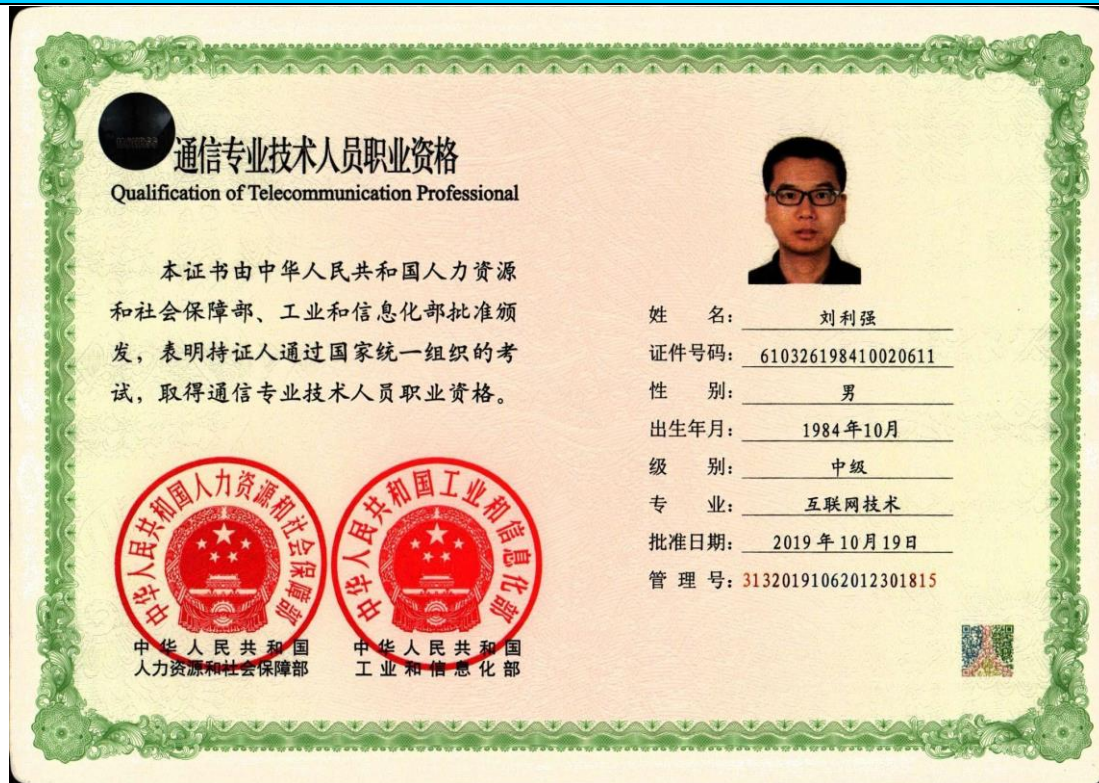 通信专业技术人员职业资格
Qualification of Telecommunication Professional
本证书由中华人民共和国人力资源
和社会保障部、工业和信息化部批准颁
发，表明持证人通过国家统一组织的考
试，取得通信专业技术人员职业资格。
姓 名： 刘利强
证件号码： 610326198410020611
性 别： 男
出生年月： 1984年10月
级 别： 中级
专 业： 互联网技术
批准日期： 2019年10月19日
管 理 号：31320191062012301815
中华人民共和国人力资源和社会保障部
中华人民共和国工业和信息化部
中华人民共和国
人力资源和社会保障部
中华人民共和国
工业和信息化部